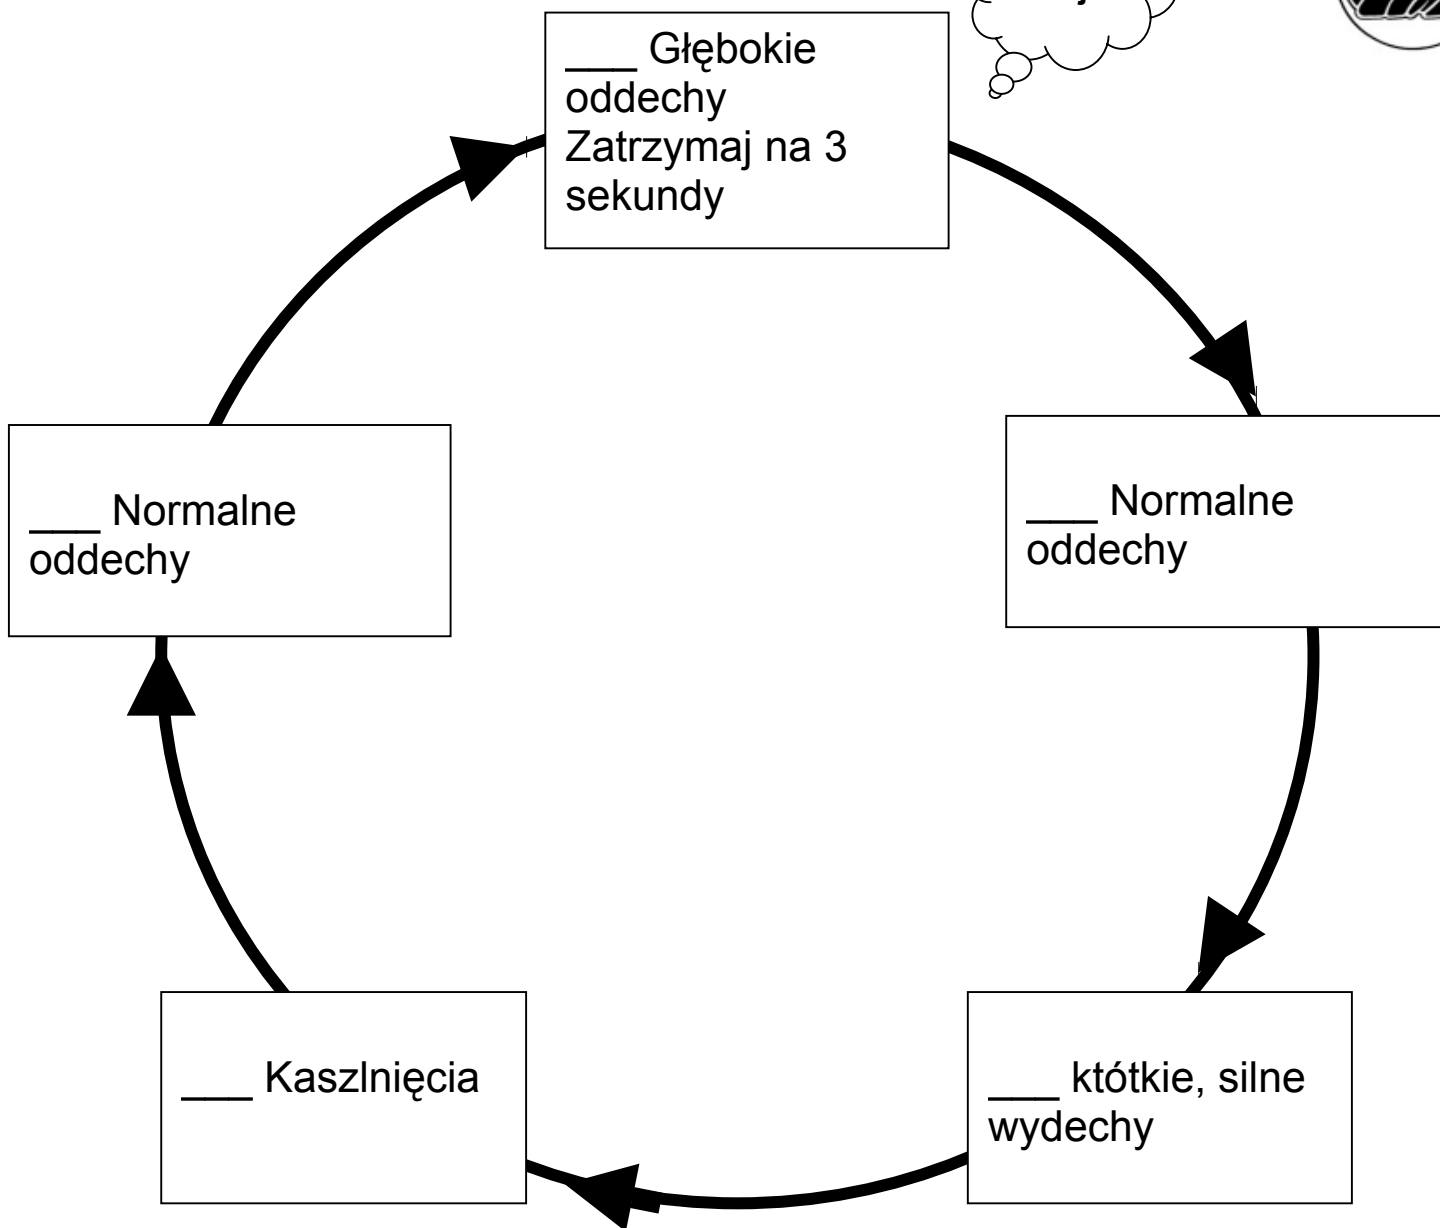 ___ Głębokie
oddechy
Zatrzymaj na 3
sekundy
___ Normalne
oddechy
___ Normalne
oddechy
___ Kaszlnięcia
___ któtkie, silne
wydechy